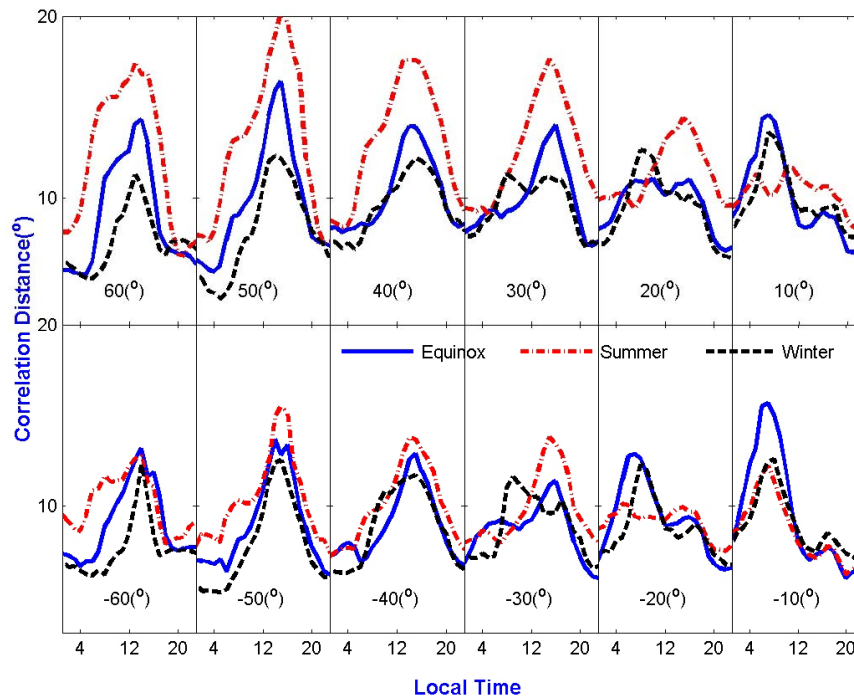 20
10
Correlation Distance(°)
60(°) 50(°) 40(°) 30(°) 20(°) 10(°)
20
Equinox Summer Winter
10
-60(°) -50(°) -40(°) -30(°) -20(°) -10(°)
4 12 20 4 12 20 4 12 20 4 12 20 4 12 20 4 12 20
Local Time